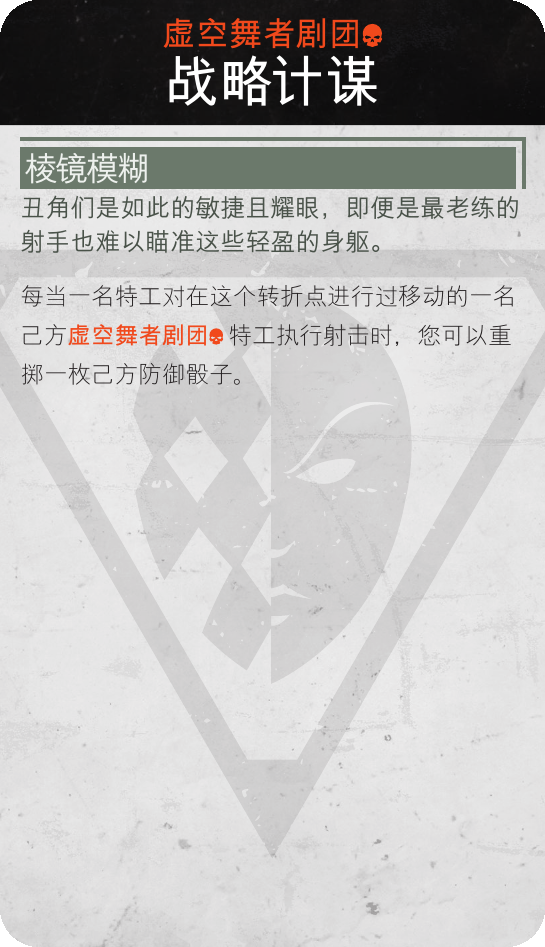 虚空舞者剧团
战略计谋
棱镜模糊
丑角们是如此的敏捷且耀眼，即便是最老练的
射手也难以瞄准这些轻盈的身躯。
每当一名特工对在这个转折点进行过移动的一名
己方虚空舞者剧团特工执行射击时，您可以重
掷一枚己方防御骰子。